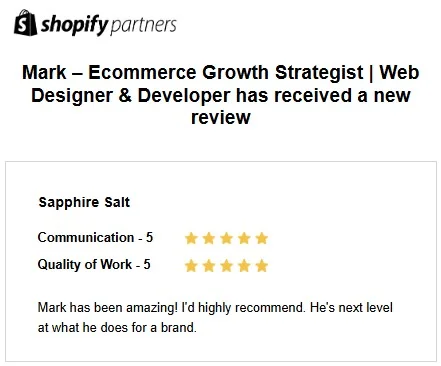 shopify partners
Mark – Ecommerce Growth Strategist | Web
Designer & Developer has received a new
review
Sapphire Salt
Communication - 5
Quality of Work - 5
Mark has been amazing! I'd highly recommend. He's next level
at what he does for a brand.